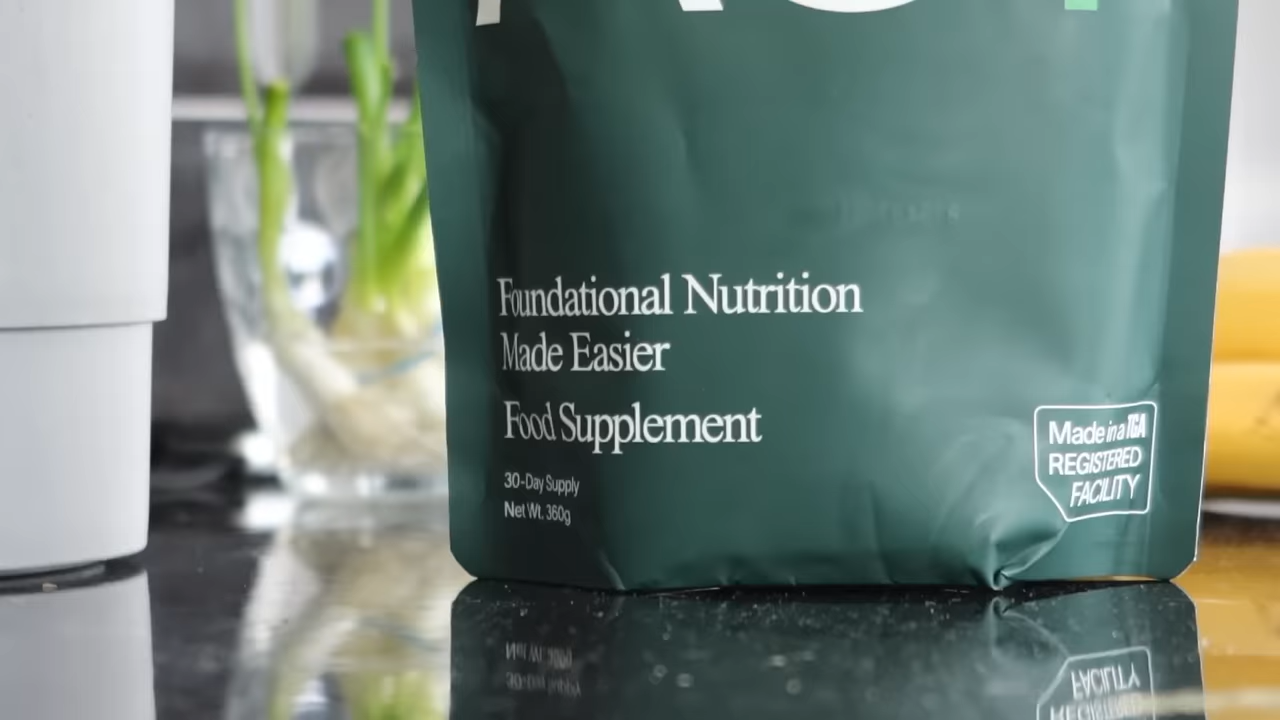 Foundational Nutrition
Made Easier
Food Supplement
30-Day Supply
Net Wt. 360g
Made in a TGA
REGISTERED
FACILITY